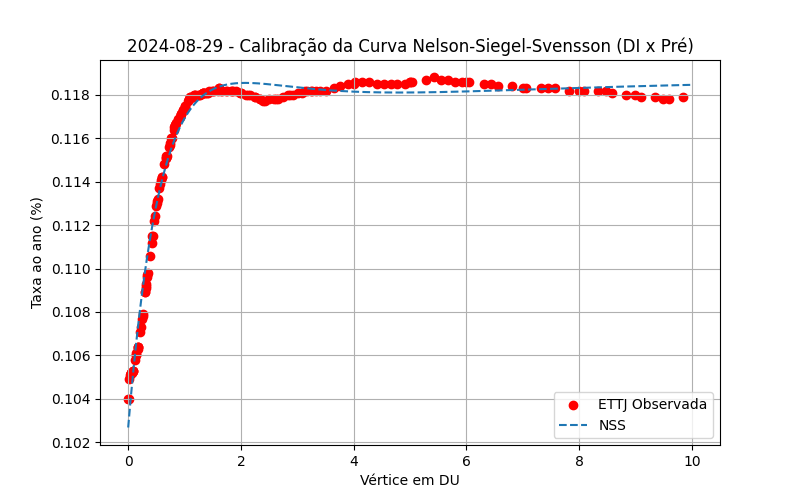 2024-08-29 - Calibração da Curva Nelson-Siegel-Svensson (DI x Pré)
Taxa ao ano (%)
0.118
0.116
0.114
0.112
0.110
0.108
0.106
0.104
0.102
ETTJ Observada
NSS
0 2 4 6 8 10
Vértice em DU